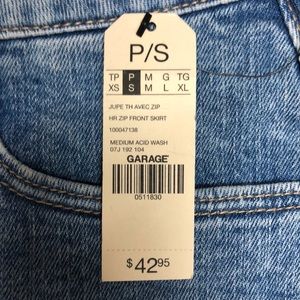 P/S
TP P M G TG
XS S M L XL
JUPE TH AVEC ZIP
HR ZIP FRONT SKIRT
100047138
MEDIUM ACID WASH
07J 192 104
GARAGE
0511830
$42.95